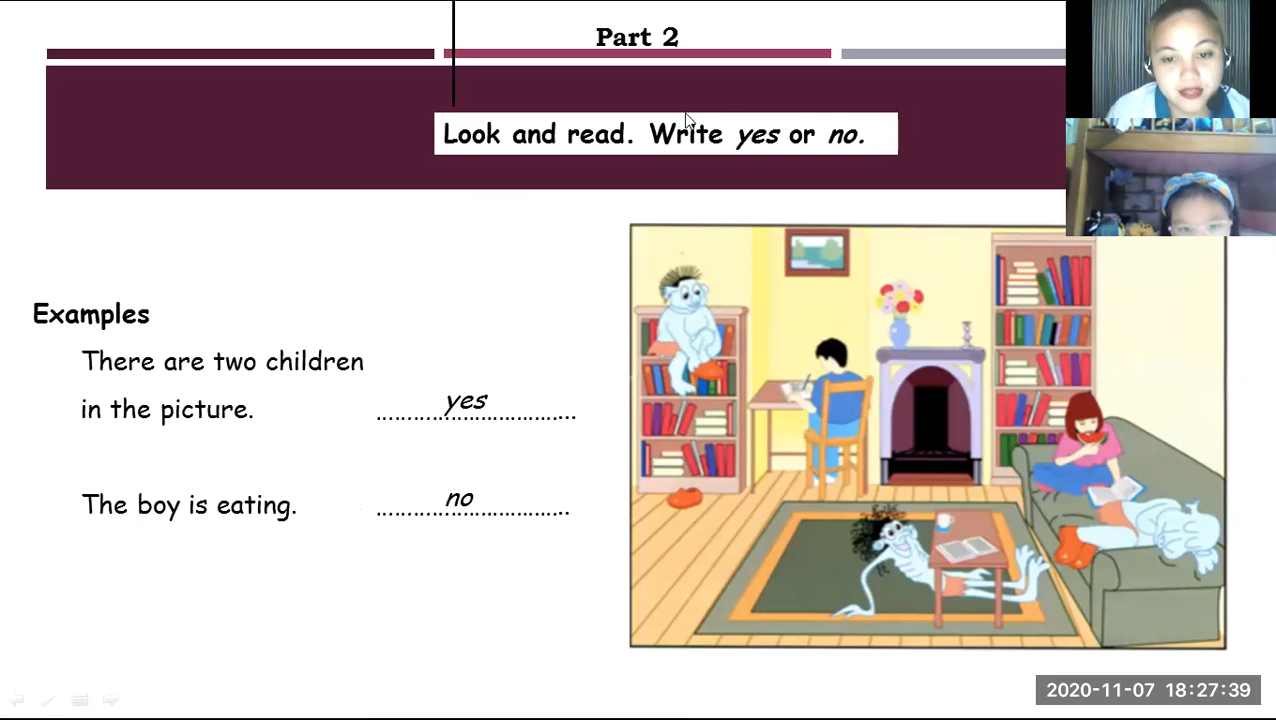 Part 2
Look and read. Write yes or no.
Examples
There are two children
in the picture. ................................ yes
The boy is eating. ............................... no
2020-11-07 18:27:39